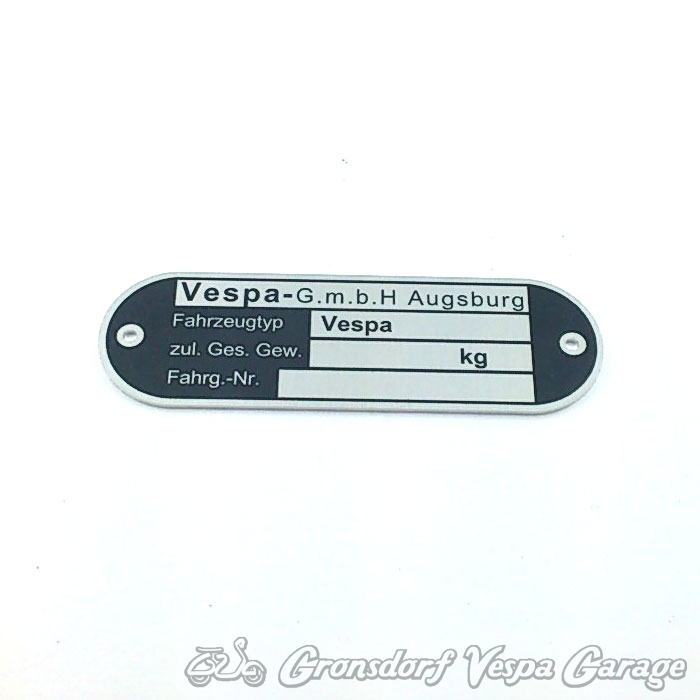 Vespa-G.m.b.H Augsburg
Fahrzeugtyp Vespa
zul. Ges. Gew. kg
Fahrg.-Nr.
Gronsdorf Vespa Garage